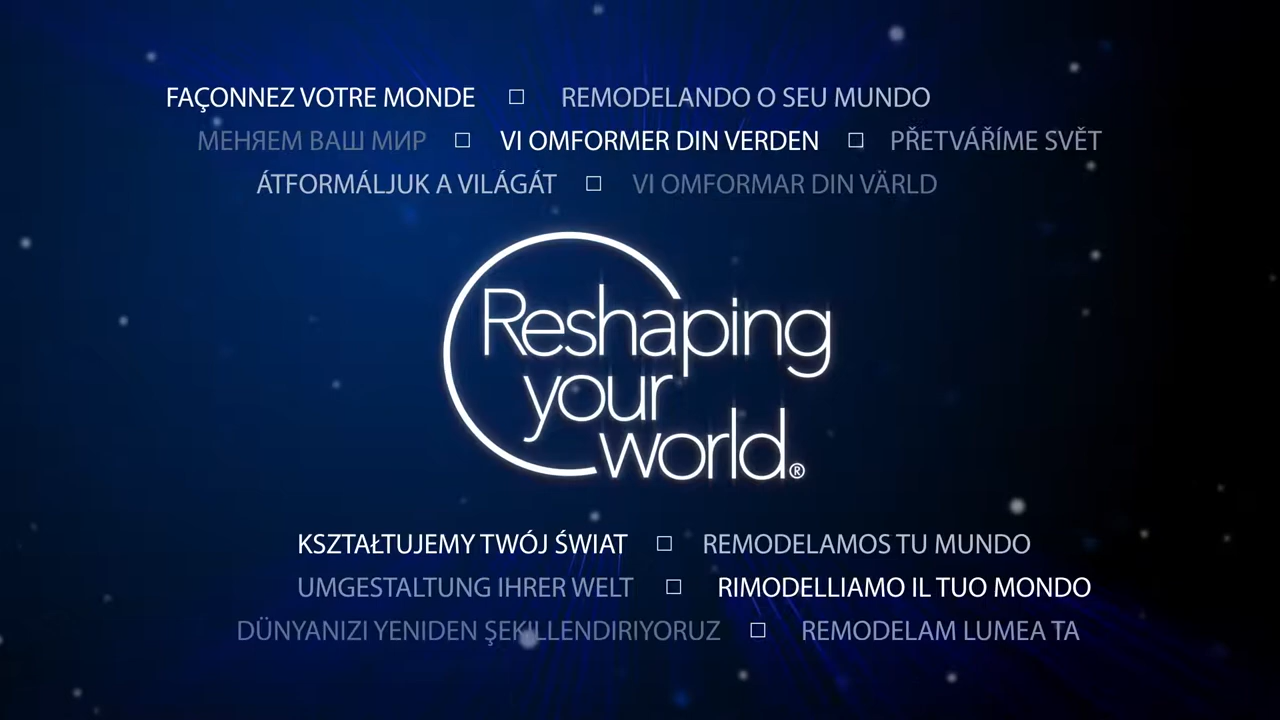 FAÇONNEZ VOTRE MONDE □ REMODELANDO O SEU MUNDO
МЕНЯЕМ ВАШ МИР □ VI OMFORMER DIN VERDEN □ PŘETVÁŘÍME SVĚT
ÁTFORMÁLJUK A VILÁGÁT □ VI OMFORMAR DIN VÄRLD
Reshaping
your
world®
KSZTAŁTUJEMY TWÓJ ŚWIAT □ REMODELAMOS TU MUNDO
UMGESTALTUNG IHRER WELT □ RIMODELLIAMO IL TUO MONDO
DÜNYANIZI YENIDEN ŞEKILLENDIRIYORUZ □ REMODELAM LUMEA TA